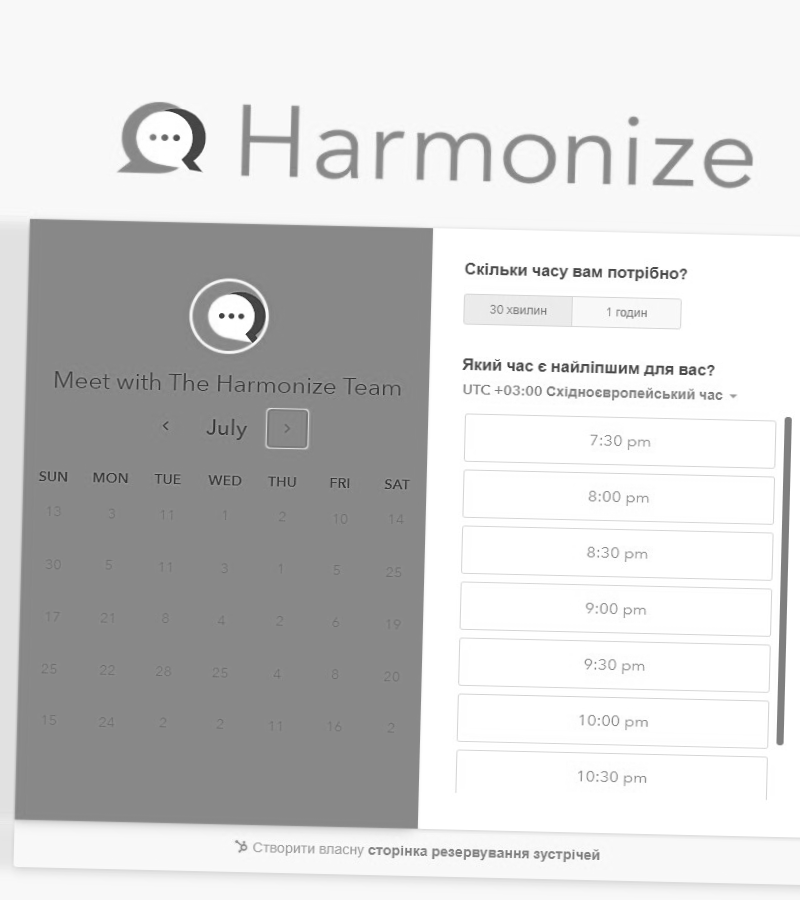 Harmonize
Meet with The Harmonize Team
July
SUN MON TUE WED THU FRI SAT
13 3 11 1 2 10 14
30 5 11 3 1 5 25
17 21 8 4 2 6 19
25 22 28 25 4 8 20
15 24 2 2 11 16 2
Скільки часу вам потрібно?
30 хвилин 1 годин
Який час є найліпшим для вас?
UTC +03:00 Східноєвропейський час
7:30 pm
8:00 pm
8:30 pm
9:00 pm
9:30 pm
10:00 pm
10:30 pm
Створити власну сторінка резервування зустрічей